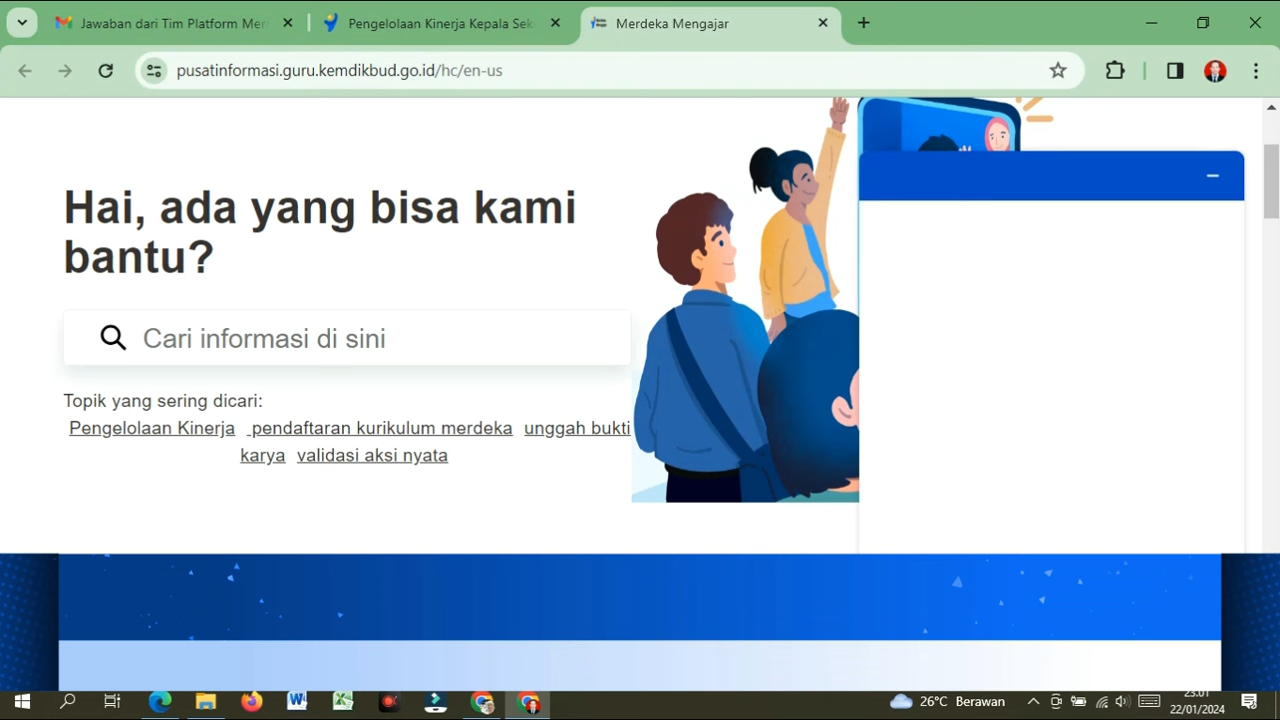 Jawaban dari Tim Platform Mer
Pengelolaan Kinerja Kepala Sek
Merdeka Mengajar
pusatinformasi.guru.kemdikbud.go.id/hc/en-us
Hai, ada yang bisa kami
bantu?
Cari informasi di sini
Topik yang sering dicari:
Pengelolaan Kinerja pendaftaran kurikulum merdeka unggah bukti
karya validasi aksi nyata
26°C Berawan
23.01
22/01/2024